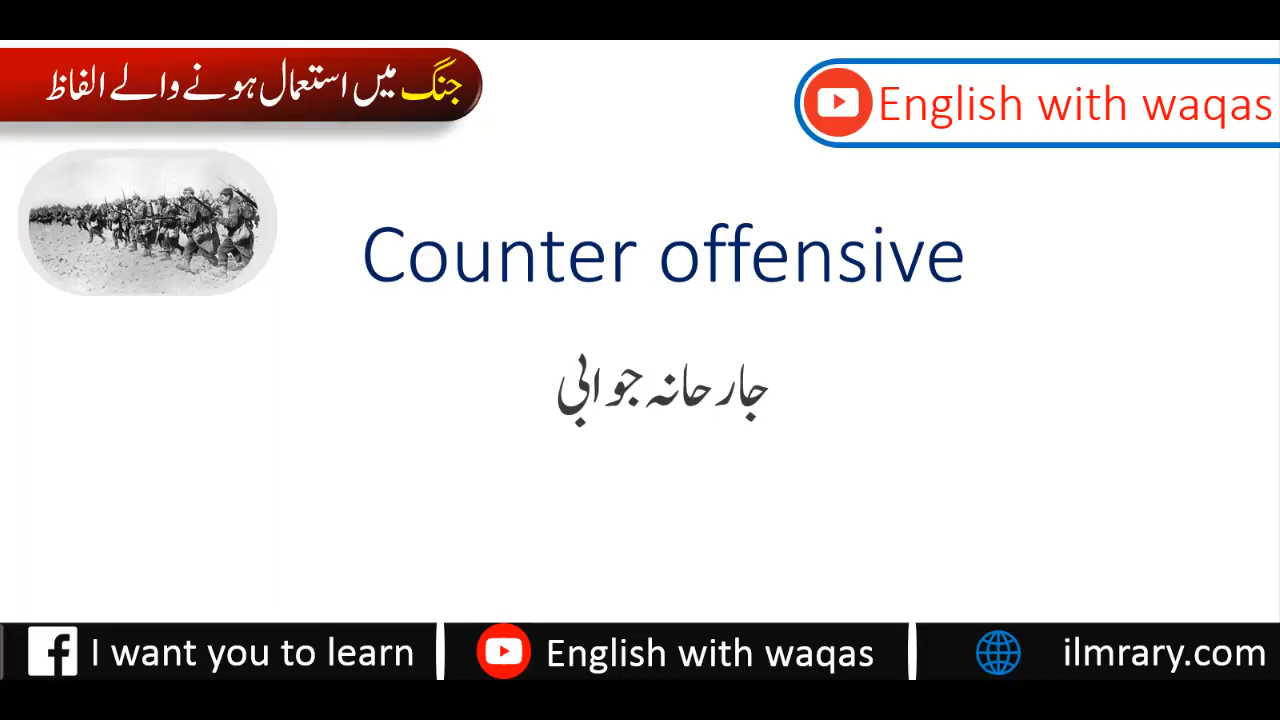 جنگ میں استعمال ہونے والے الفاظ
English with waqas
Counter offensive
جارحانہ جوابی
I want you to learn
English with waqas
ilmrary.com